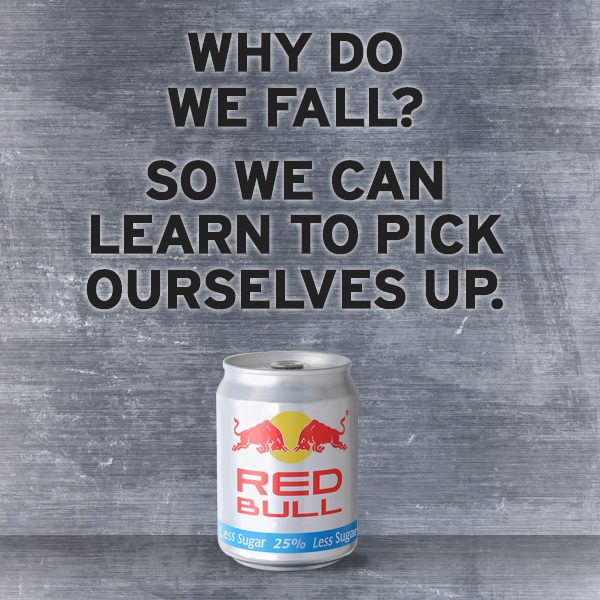 WHY DO
WE FALL?
SO WE CAN
LEARN TO PICK
OURSELVES UP.
®
RED
BULL
Less Sugar 25% Less Sugar